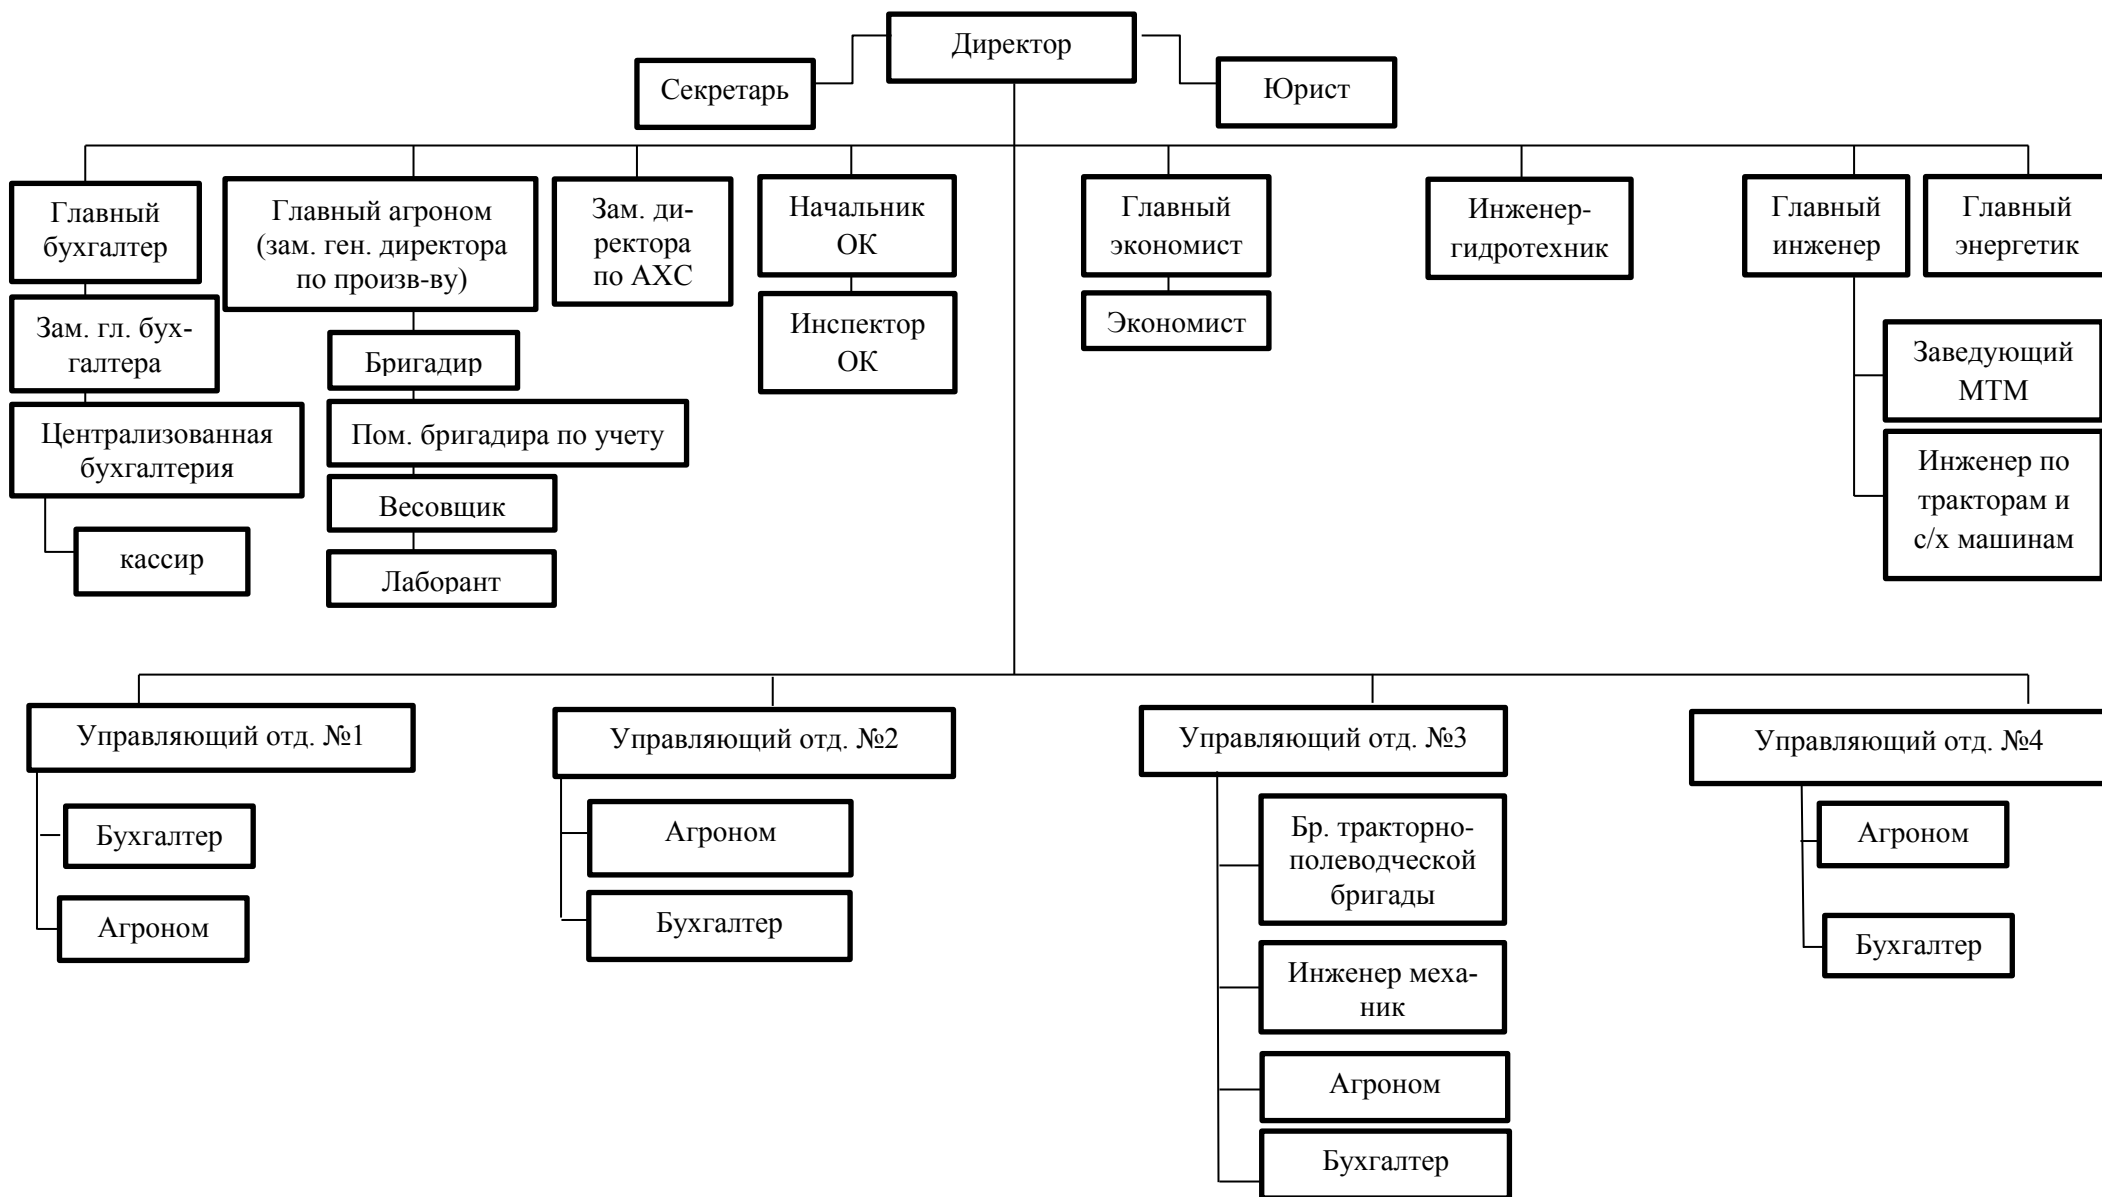 Директор
Секретарь
Юрист
Главный
бухгалтер
Главный агроном
(зам. ген. директора
по произв-ву)
Зам. ди-
ректора
по АХС
Начальник
ОК
Главный
экономист
Инженер-
гидротехник
Главный
инженер
Главный
энергетик
Зам. гл. бух-
галтера
Бригадир
Инспектор
ОК
Экономист
Заведующий
МТМ
Централизованная
бухгалтерия
Пом. бригадира по учету
Инженер по
тракторам и
с/х машинам
Весовщик
кассир
Лаборант
Управляющий отд. №1
Управляющий отд. №2
Управляющий отд. №3
Управляющий отд. №4
Бухгалтер
Агроном
Агроном
Бухгалтер
Бр. тракторно-
полеводческой
бригады
Инженер меха-
ник
Агроном
Бухгалтер
Агроном
Бухгалтер